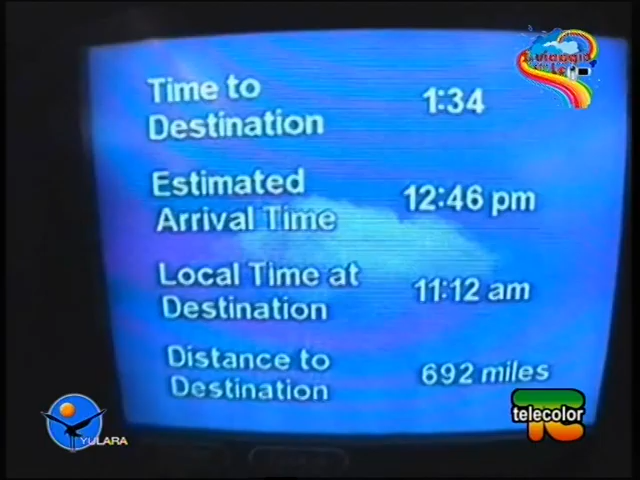 Time to
Destination
1:34
Estimated
Arrival Time
12:46 pm
Local Time at
Destination
11:12 am
Distance to
Destination
692 miles
YULARA
telecolor